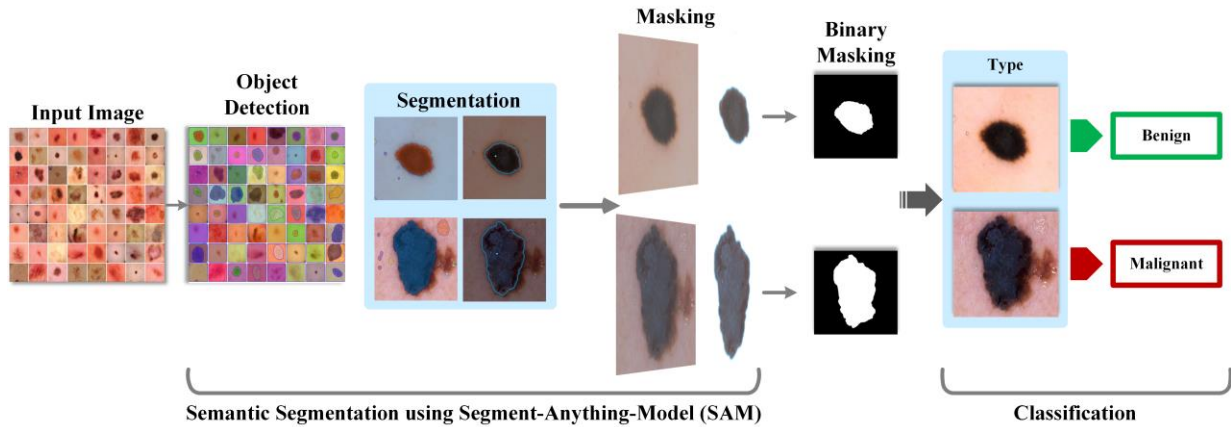 Input Image
Object
Detection
Segmentation
Masking
Binary
Masking
Type
Benign
Malignant
Semantic Segmentation using Segment-Anything-Model (SAM)
Classification